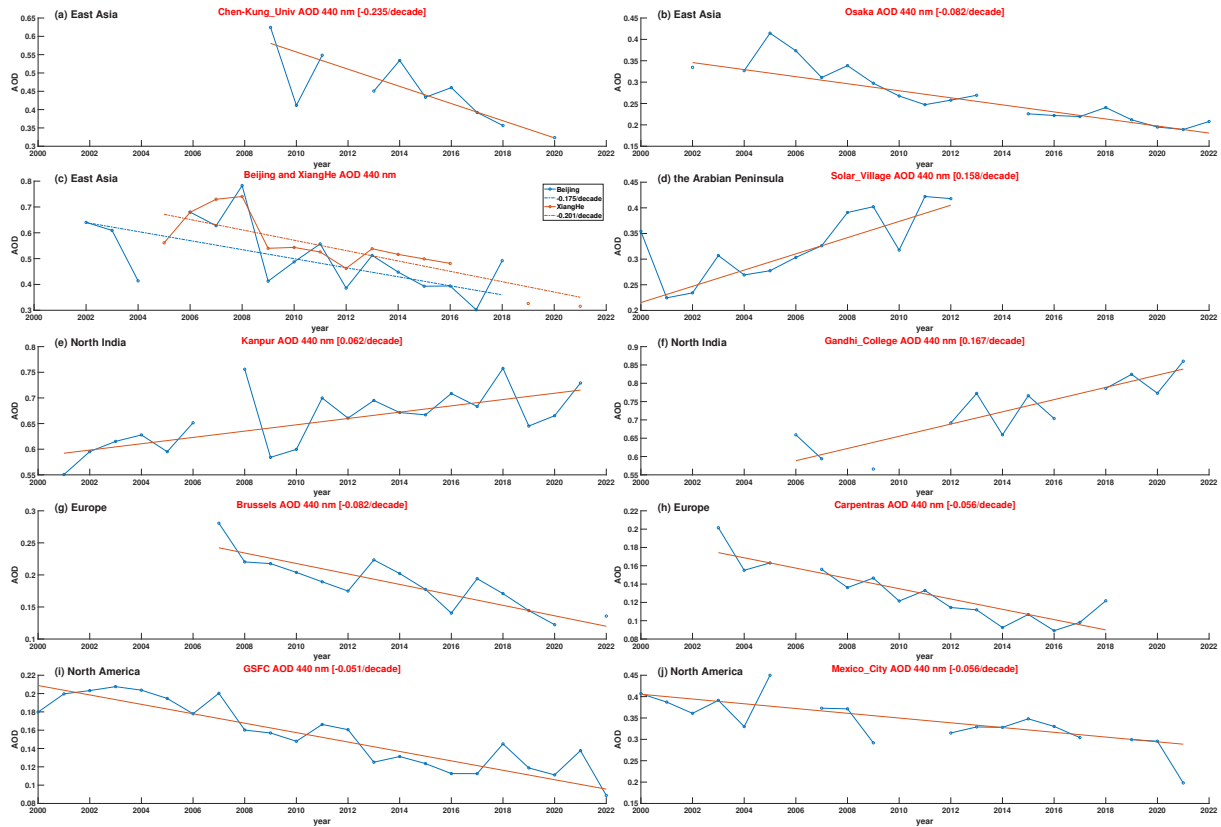 (a) East Asia
Chen-Kung_Univ AOD 440 nm [-0.235/decade]
0.65
0.6
0.55
0.5
0.45
0.4
0.35
0.3
AOD
2000 2002 2004 2006 2008 2010 2012 2014 2016 2018 2020 2022
year
(b) East Asia
Osaka AOD 440 nm [-0.082/decade]
0.45
0.4
0.35
0.3
0.25
0.2
0.15
AOD
2000 2002 2004 2006 2008 2010 2012 2014 2016 2018 2020 2022
year
(c) East Asia
Beijing and XiangHe AOD 440 nm
0.8
0.7
0.6
0.5
0.4
0.3
AOD
Beijing
-0.175/decade
XiangHe
-0.201/decade
2000 2002 2004 2006 2008 2010 2012 2014 2016 2018 2020 2022
year
(d) the Arabian Peninsula
Solar_Village AOD 440 nm [0.158/decade]
0.45
0.4
0.35
0.3
0.25
0.2
AOD
2000 2002 2004 2006 2008 2010 2012 2014 2016 2018 2020 2022
year
(e) North India
Kanpur AOD 440 nm [0.062/decade]
0.8
0.75
0.7
0.65
0.6
0.55
AOD
2000 2002 2004 2006 2008 2010 2012 2014 2016 2018 2020 2022
year
(f) North India
Gandhi_College AOD 440 nm [0.167/decade]
0.9
0.85
0.8
0.75
0.7
0.65
0.6
0.55
AOD
2000 2002 2004 2006 2008 2010 2012 2014 2016 2018 2020 2022
year
(g) Europe
Brussels AOD 440 nm [-0.082/decade]
0.3
0.25
0.2
0.15
0.1
AOD
2000 2002 2004 2006 2008 2010 2012 2014 2016 2018 2020 2022
year
(h) Europe
Carpentras AOD 440 nm [-0.056/decade]
0.22
0.2
0.18
0.16
0.14
0.12
0.1
0.08
AOD
2000 2002 2004 2006 2008 2010 2012 2014 2016 2018 2020 2022
year
(i) North America
GSFC AOD 440 nm [-0.051/decade]
0.22
0.2
0.18
0.16
0.14
0.12
0.1
0.08
AOD
2000 2002 2004 2006 2008 2010 2012 2014 2016 2018 2020 2022
year
(j) North America
Mexico_City AOD 440 nm [-0.056/decade]
0.45
0.4
0.35
0.3
0.25
0.2
0.15
AOD
2000 2002 2004 2006 2008 2010 2012 2014 2016 2018 2020 2022
year